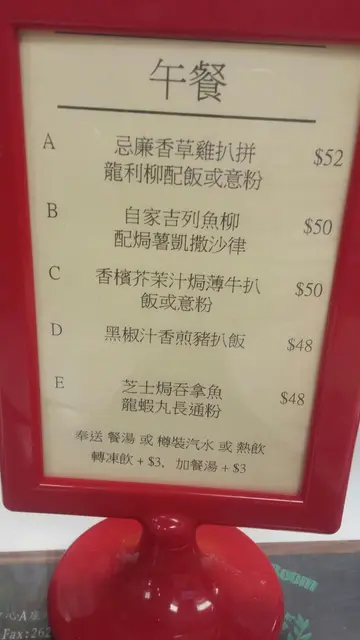 午餐
A 忌廉香草雞扒拼 $52
龍利柳配飯或意粉
B 自家吉列魚柳 $50
配焗薯凱撒沙律
C 香檳芥茉汁焗薄牛扒 $50
飯或意粉
D 黑椒汁香煎豬扒飯 $48
E 芝士焗吞拿魚 $48
龍蝦丸長通粉
奉送 餐湯 或 樽裝汽水 或 熱飲
轉凍飲 + $3, 加餐湯 + $3
Fax: 262